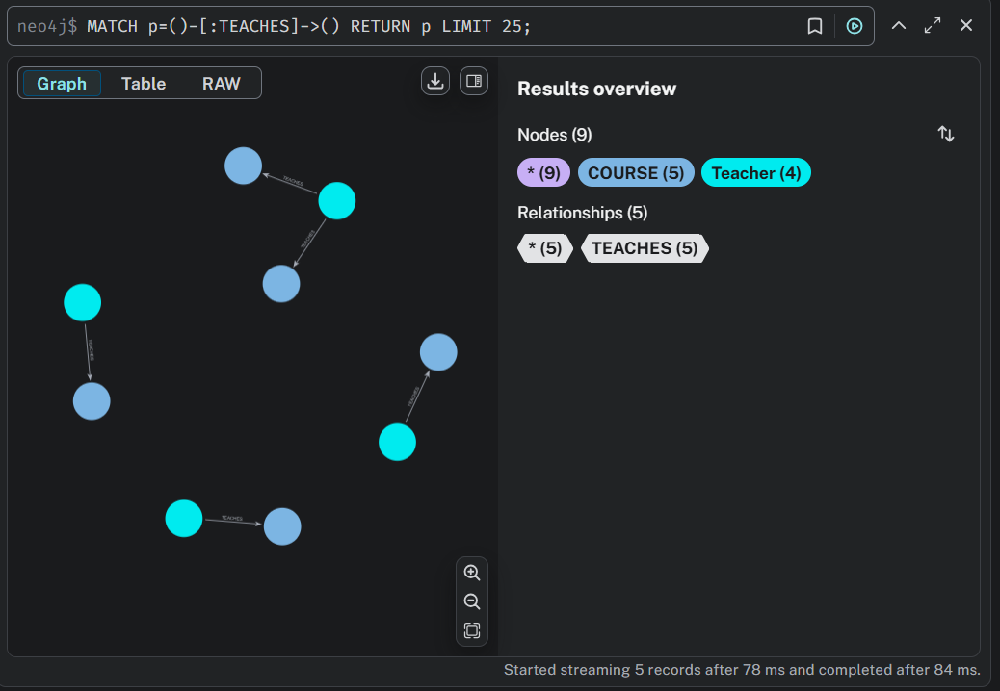 neo4j$ MATCH p=()-[:TEACHES]->() RETURN p LIMIT 25;
Graph Table RAW
Results overview
Nodes (9)
* (9) COURSE (5) Teacher (4)
Relationships (5)
* (5) TEACHES (5)
TEACHES
TEACHES
TEACHES
TEACHES
TEACHES
Started streaming 5 records after 78 ms and completed after 84 ms.